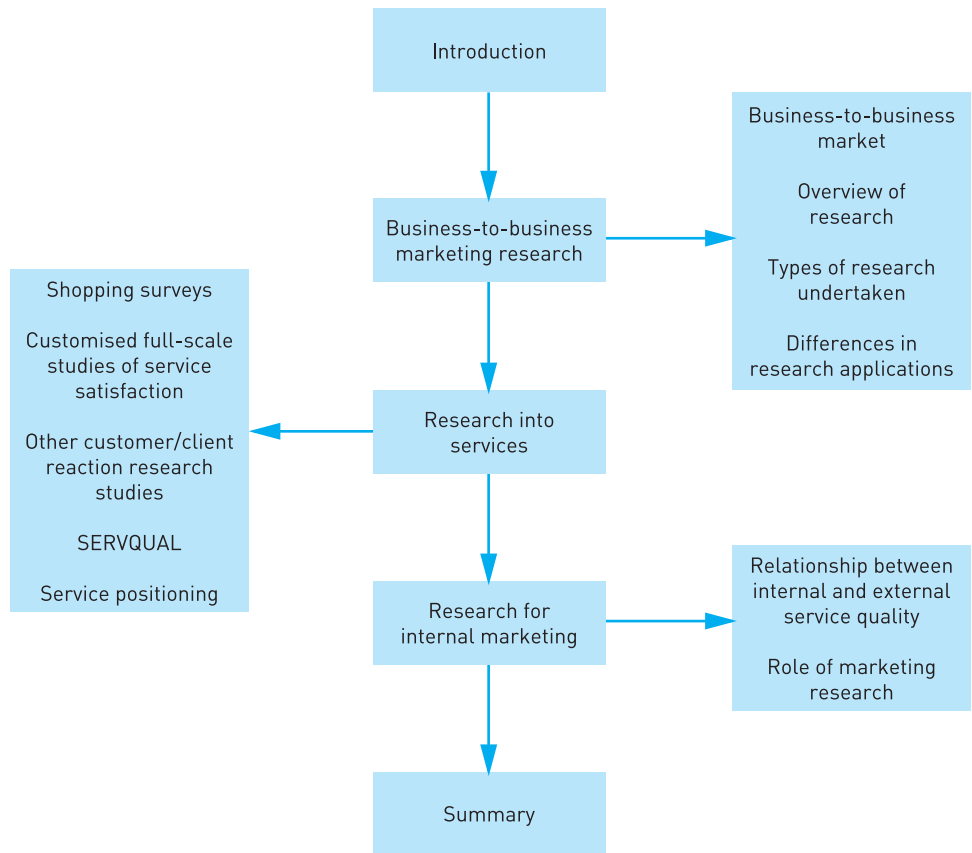 Introduction
Business-to-business
marketing research
Business-to-business
market
Overview of
research
Types of research
undertaken
Differences in
research applications
Research into
services
Shopping surveys
Customised full-scale
studies of service
satisfaction
Other customer/client
reaction research
studies
SERVQUAL
Service positioning
Research for
internal marketing
Relationship between
internal and external
service quality
Role of marketing
research
Summary